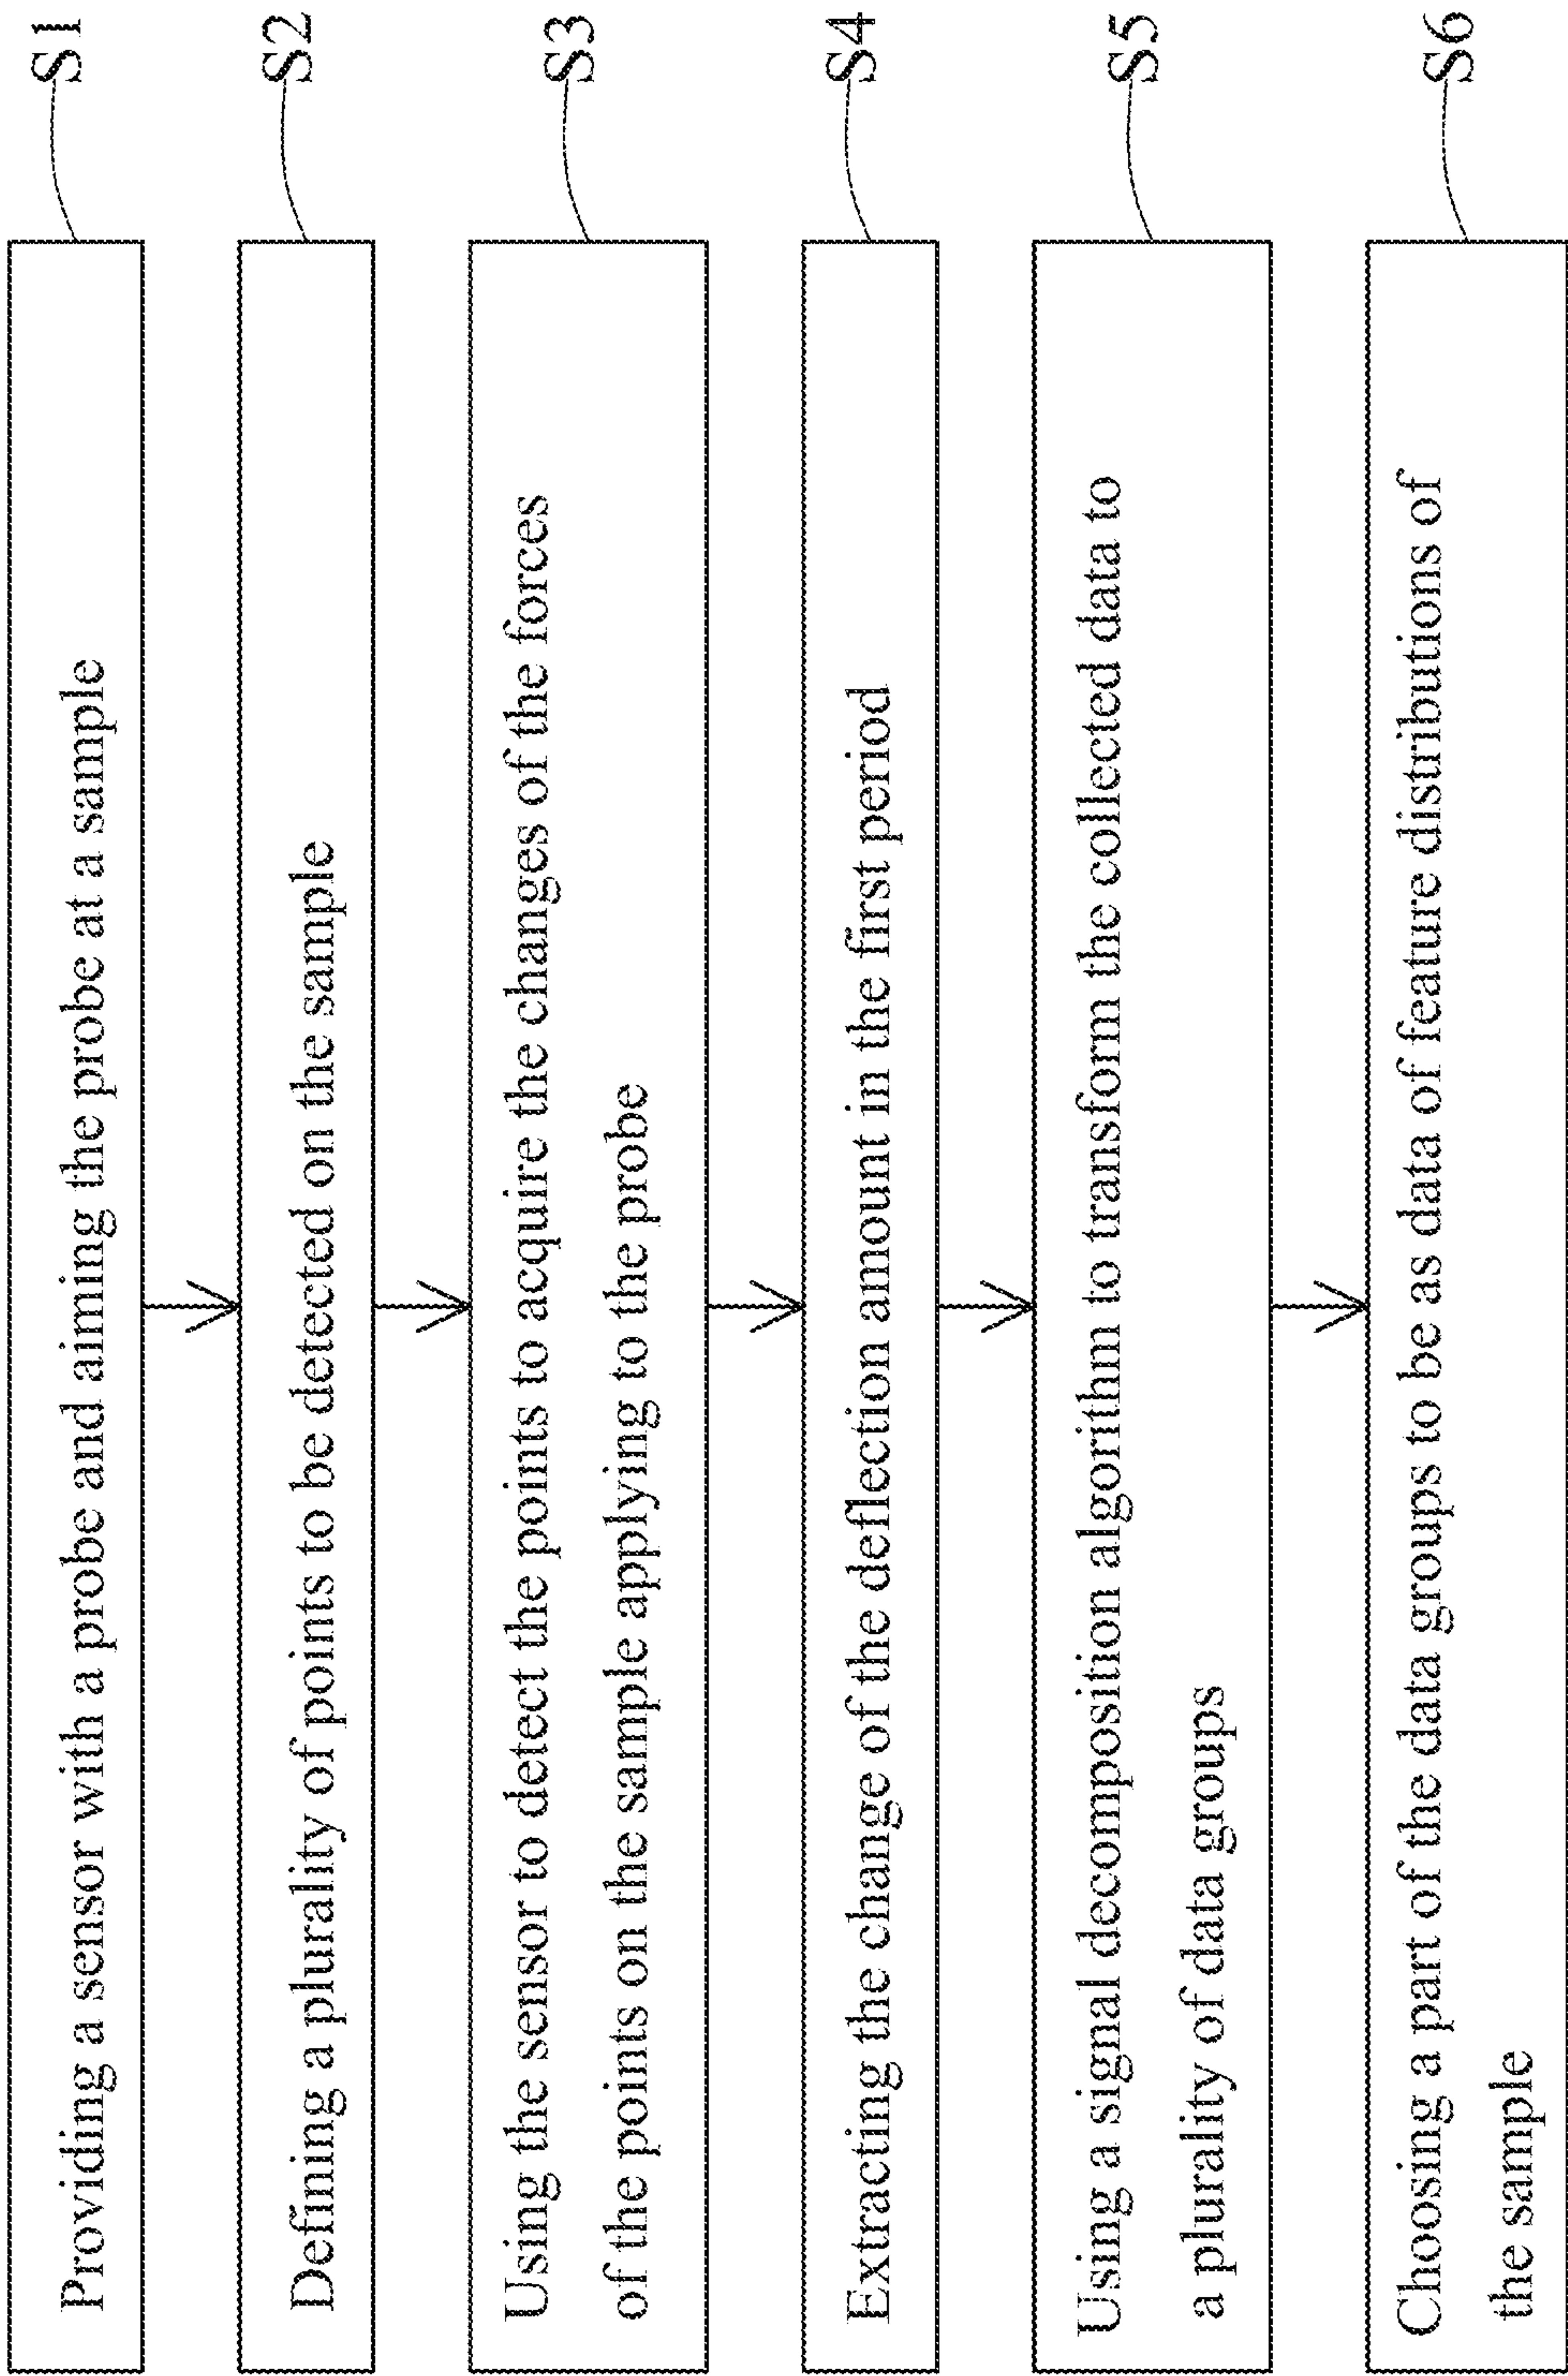 Providing a sensor with a probe and aiming the probe at a sample
S1
Defining a plurality of points to be detected on the sample
S2
Using the sensor to detect the points to acquire the changes of the forces
of the points on the sample applying to the probe
S3
Extracting the change of the deflection amount in the first period
S4
Using a signal decomposition algorithm to transform the collected data to
a plurality of data groups
S5
Choosing a part of the data groups to be as data of feature distributions of
the sample
S6